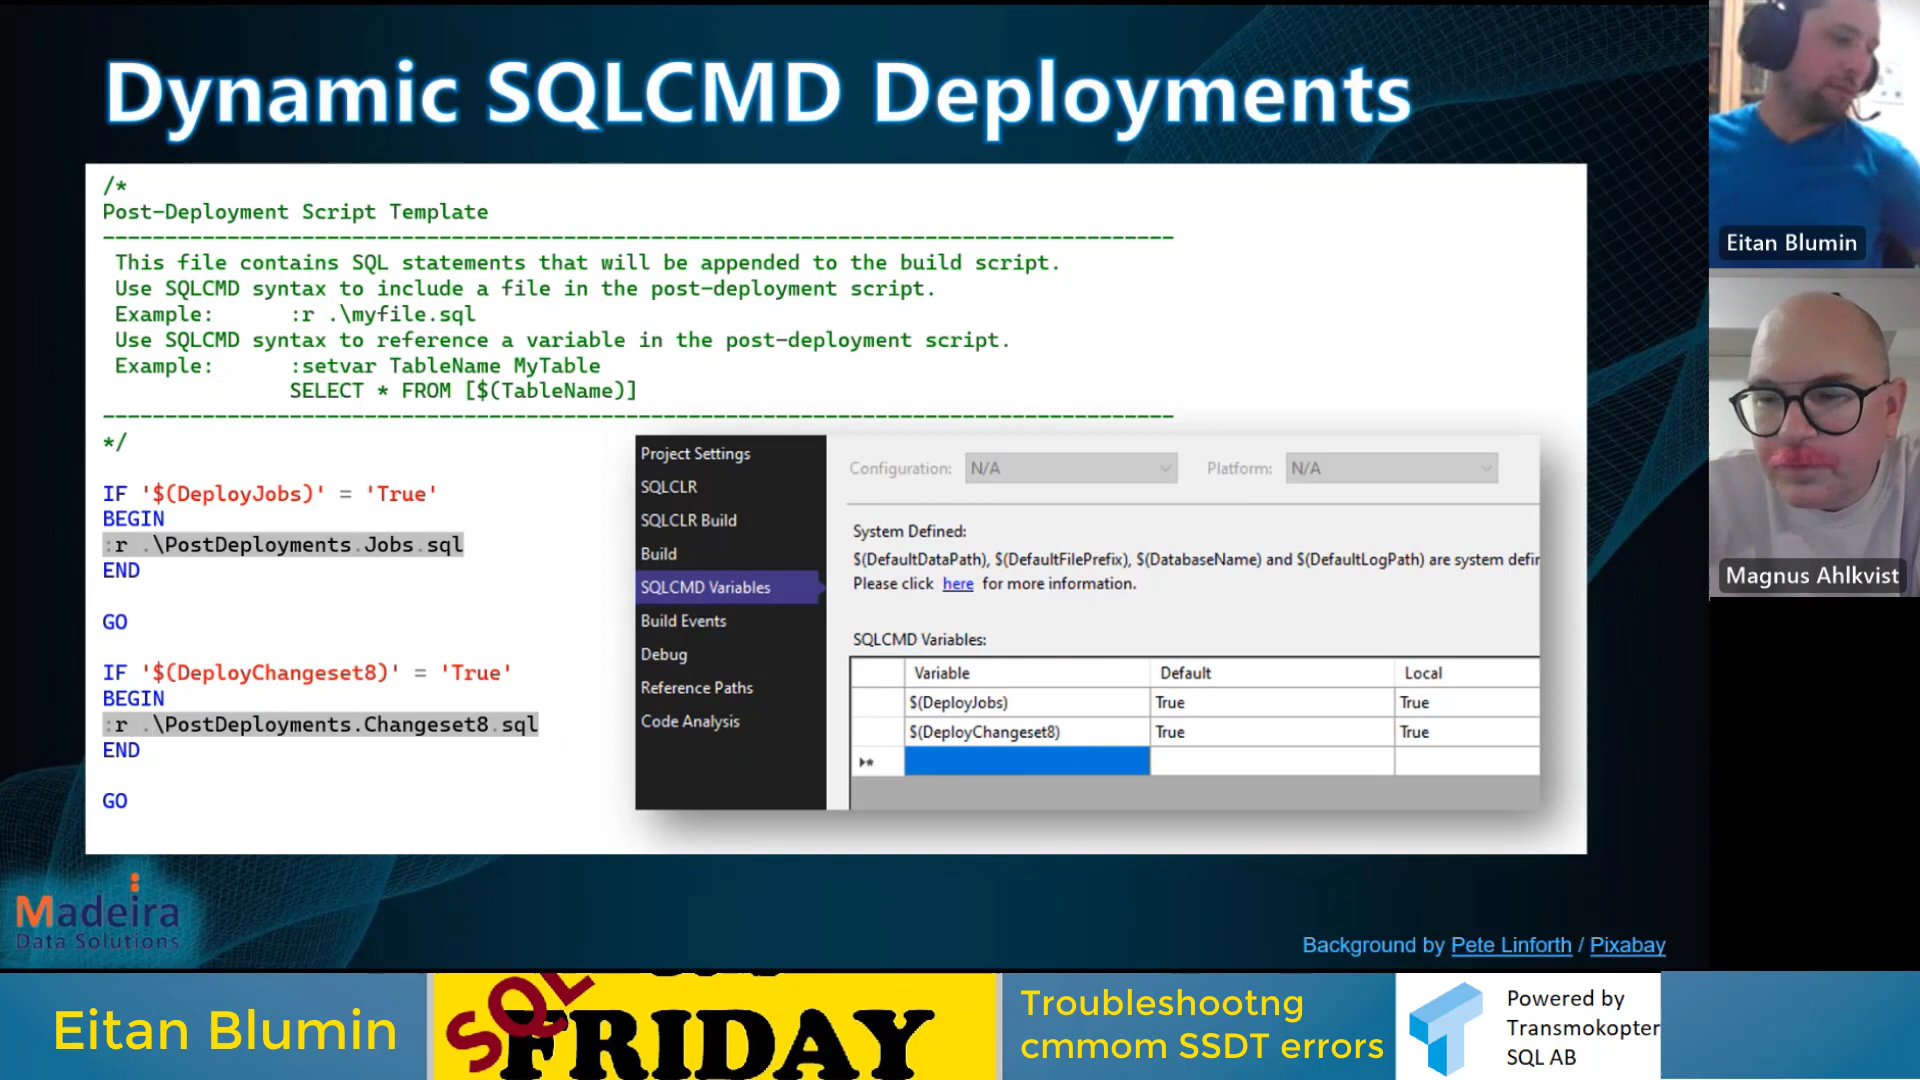 Dynamic SQLCMD Deployments
/*
Post-Deployment Script Template
--------------------------------------------------------------------------------------
This file contains SQL statements that will be appended to the build script.
Use SQLCMD syntax to include a file in the post-deployment script.
Example: :r .\myfile.sql
Use SQLCMD syntax to reference a variable in the post-deployment script.
Example: :setvar TableName MyTable
SELECT * FROM [$(TableName)]
--------------------------------------------------------------------------------------
*/
IF '$(DeployJobs)' = 'True'
BEGIN
:r .\PostDeployments.Jobs.sql
END
GO
IF '$(DeployChangeset8)' = 'True'
BEGIN
:r .\PostDeployments.Changeset8.sql
END
GO
Project Settings
SQLCLR
SQLCLR Build
Build
SQLCMD Variables
Build Events
Debug
Reference Paths
Code Analysis
Configuration: N/A Platform: N/A
System Defined:
$(DefaultDataPath), $(DefaultFilePrefix), $(DatabaseName) and $(DefaultLogPath) are system defin
Please click here for more information.
SQLCMD Variables:
Variable Default Local
$(DeployJobs) True True
$(DeployChangeset8) True True
Eitan Blumin
Magnus Ahlkvist
Madeira
Data Solutions
Background by Pete Linforth / Pixabay
Eitan Blumin
SQL
FRIDAY
Troubleshootng
cmmom SSDT errors
Powered by
Transmokopter
SQL AB